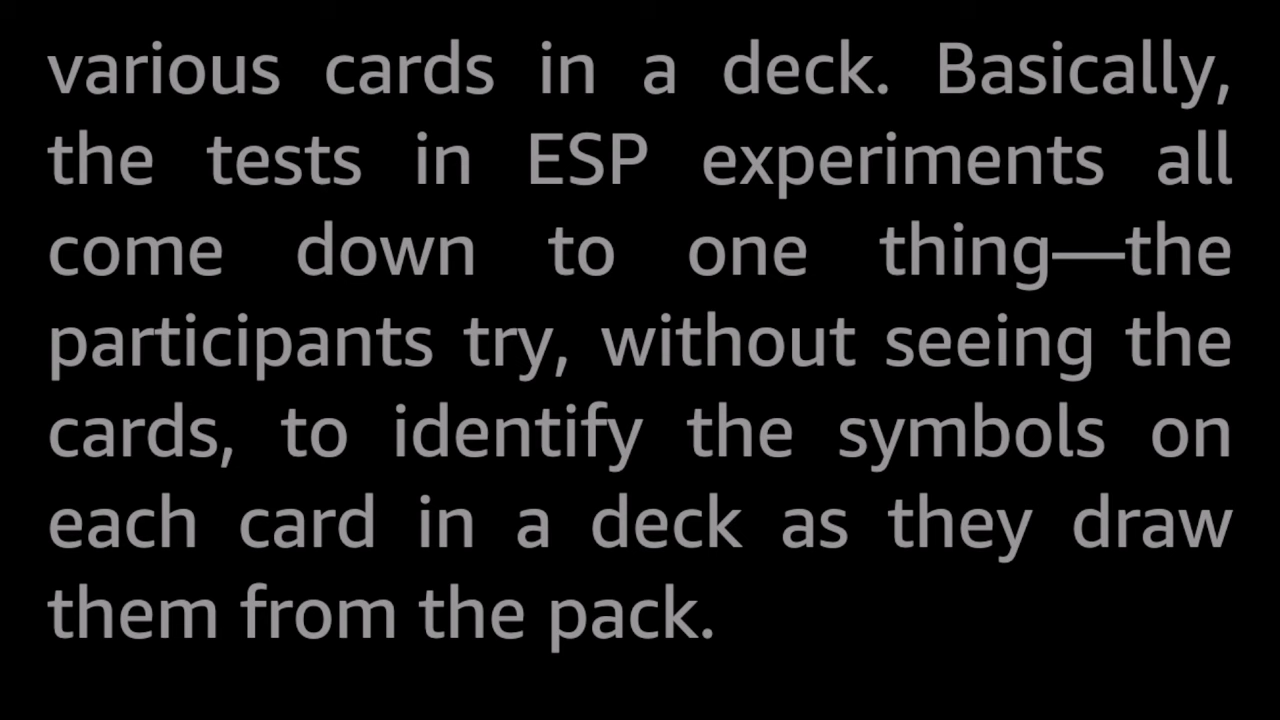 various cards in a deck. Basically,
the tests in ESP experiments all
come down to one thing—the
participants try, without seeing the
cards, to identify the symbols on
each card in a deck as they draw
them from the pack.